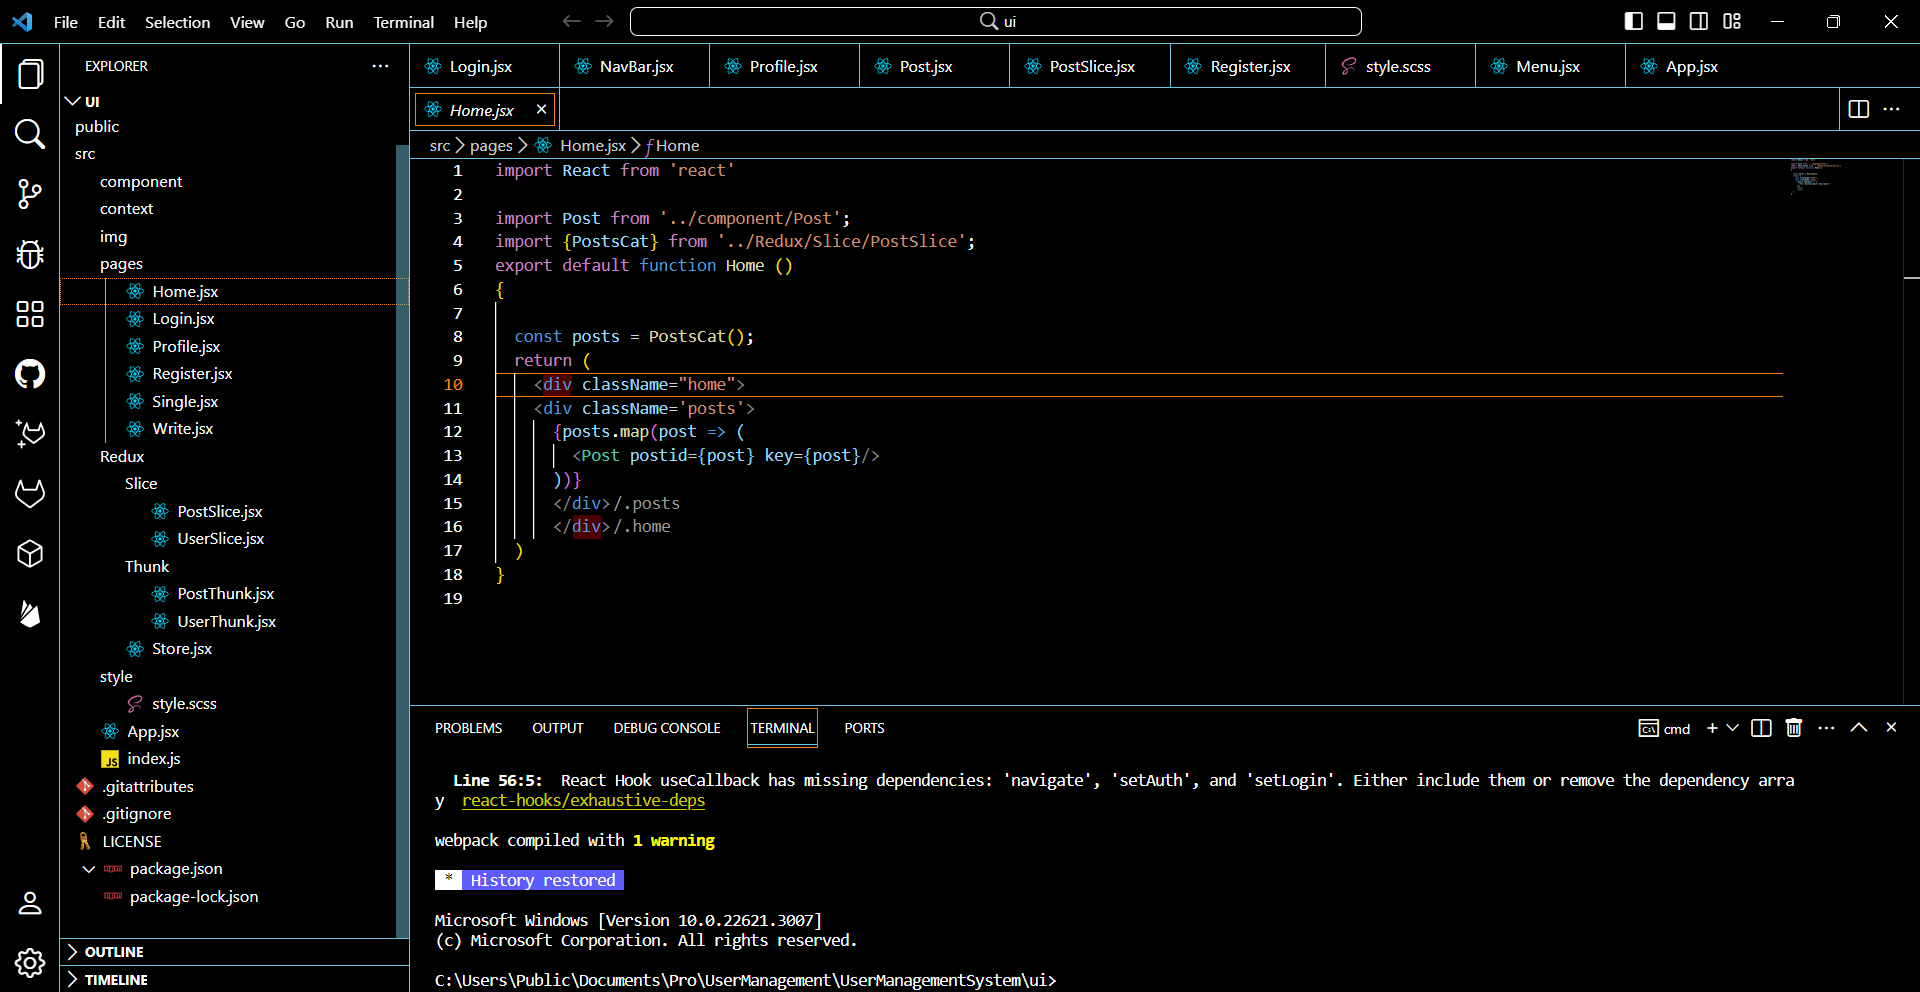 File Edit Selection View Go Run Terminal Help
ui
EXPLORER
UI
public
src
component
context
img
pages
Home.jsx
Login.jsx
Profile.jsx
Register.jsx
Single.jsx
Write.jsx
Redux
Slice
PostSlice.jsx
UserSlice.jsx
Thunk
PostThunk.jsx
UserThunk.jsx
Store.jsx
style
style.scss
App.jsx
JS index.js
.gitattributes
.gitignore
LICENSE
package.json
package-lock.json
OUTLINE
TIMELINE
Login.jsx NavBar.jsx Profile.jsx Post.jsx PostSlice.jsx Register.jsx style.scss Menu.jsx App.jsx
Home.jsx
src > pages > Home.jsx > Home
1 import React from 'react'
2
3 import Post from '../component/Post';
4 import {PostsCat} from '../Redux/Slice/PostSlice';
5 export default function Home ()
6 {
7
8 const posts = PostsCat();
9 return (
10 <div className="home">
11 <div className='posts'>
12 {posts.map(post => (
13 <Post postid={post} key={post}/>
14 ))}
15 </div>/.posts
16 </div>/.home
17 )
18 }
19
PROBLEMS OUTPUT DEBUG CONSOLE TERMINAL PORTS
cmd
Line 56:5: React Hook useCallback has missing dependencies: 'navigate', 'setAuth', and 'setLogin'. Either include them or remove the dependency arra
y react-hooks/exhaustive-deps
webpack compiled with 1 warning
* History restored
Microsoft Windows [Version 10.0.22621.3007]
(c) Microsoft Corporation. All rights reserved.
C:\Users\Public\Documents\Pro\UserManagement\UserManagementSystem\ui>